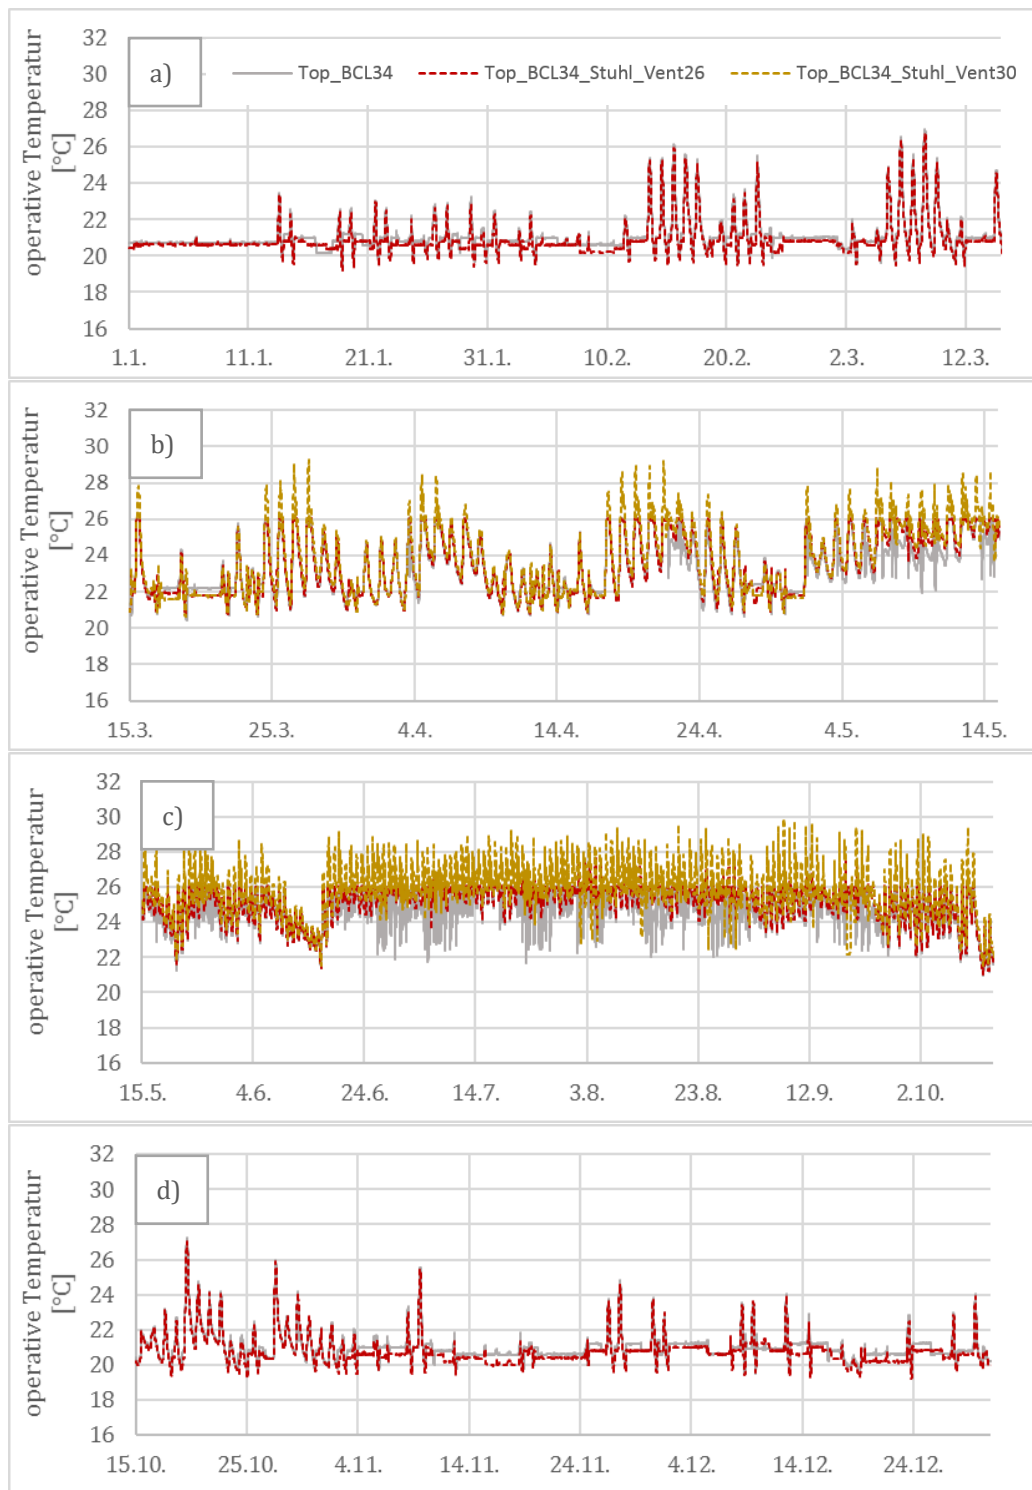 32
30
28
26
24
22
20
18
16
operative Temperatur
[°C]
a)
Top_BCL34
Top_BCL34_Stuhl_Vent26
Top_BCL34_Stuhl_Vent30
1.1. 11.1. 21.1. 31.1. 10.2. 20.2. 2.3. 12.3.
32
30
28
26
24
22
20
18
16
operative Temperatur
[°C]
b)
15.3. 25.3. 4.4. 14.4. 24.4. 4.5. 14.5.
32
30
28
26
24
22
20
18
16
operative Temperatur
[°C]
c)
15.5. 4.6. 24.6. 14.7. 3.8. 23.8. 12.9. 2.10.
32
30
28
26
24
22
20
18
16
operative Temperatur
[°C]
d)
15.10. 25.10. 4.11. 14.11. 24.11. 4.12. 14.12. 24.12.